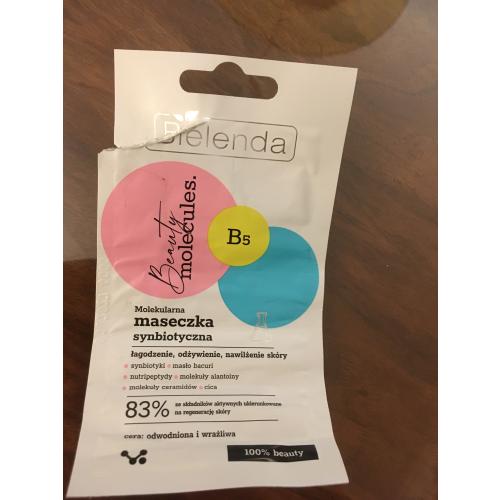 Bielenda
Beauty
molecules.
B5
Molekularna
maseczka
synbiotyczna
łagodzenie, odżywienie, nawilżenie skóry
• synbiotyki • masło bacuri
• nutripeptydy • molekuły alantoiny
• molekuły ceramidów • cica
83% ze składników aktywnych ukierunkowane
na regenerację skóry
cera: odwodniona i wrażliwa
100% beauty